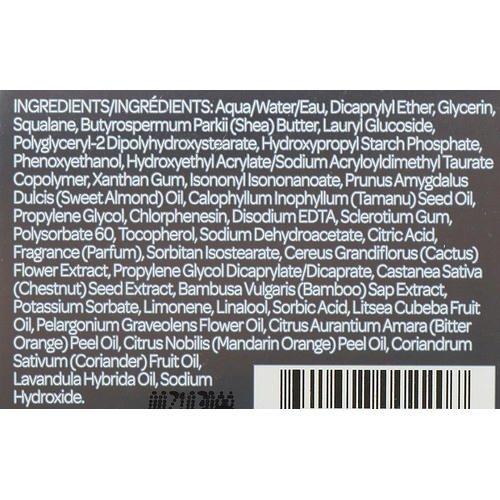 INGREDIENTS/INGRÉDIENTS: Aqua/Water/Eau, Dicaprylyl Ether, Glycerin,
Squalane, Butyrospermum Parkii (Shea) Butter, Lauryl Glucoside,
Polyglyceryl-2 Dipolyhydroxystearate, Hydroxypropyl Starch Phosphate,
Phenoxyethanol, Hydroxyethyl Acrylate/Sodium Acryloyldimethyl Taurate
Copolymer, Xanthan Gum, Isononyl Isononanoate, Prunus Amygdalus
Dulcis (Sweet Almond) Oil, Calophyllum Inophyllum (Tamanu) Seed Oil,
Propylene Glycol, Chlorphenesin, Disodium EDTA, Sclerotium Gum,
Polysorbate 60, Tocopherol, Sodium Dehydroacetate, Citric Acid,
Fragrance (Parfum), Sorbitan Isostearate, Cereus Grandiflorus (Cactus)
Flower Extract, Propylene Glycol Dicaprylate/Dicaprate, Castanea Sativa
(Chestnut) Seed Extract, Bambusa Vulgaris (Bamboo) Sap Extract,
Potassium Sorbate, Limonene, Linalool, Sorbic Acid, Litsea Cubeba Fruit
Oil, Pelargonium Graveolens Flower Oil, Citrus Aurantium Amara (Bitter
Orange) Peel Oil, Citrus Nobilis (Mandarin Orange) Peel Oil, Coriandrum
Sativum (Coriander) Fruit Oil,
Lavandula Hybrida Oil, Sodium
Hydroxide.